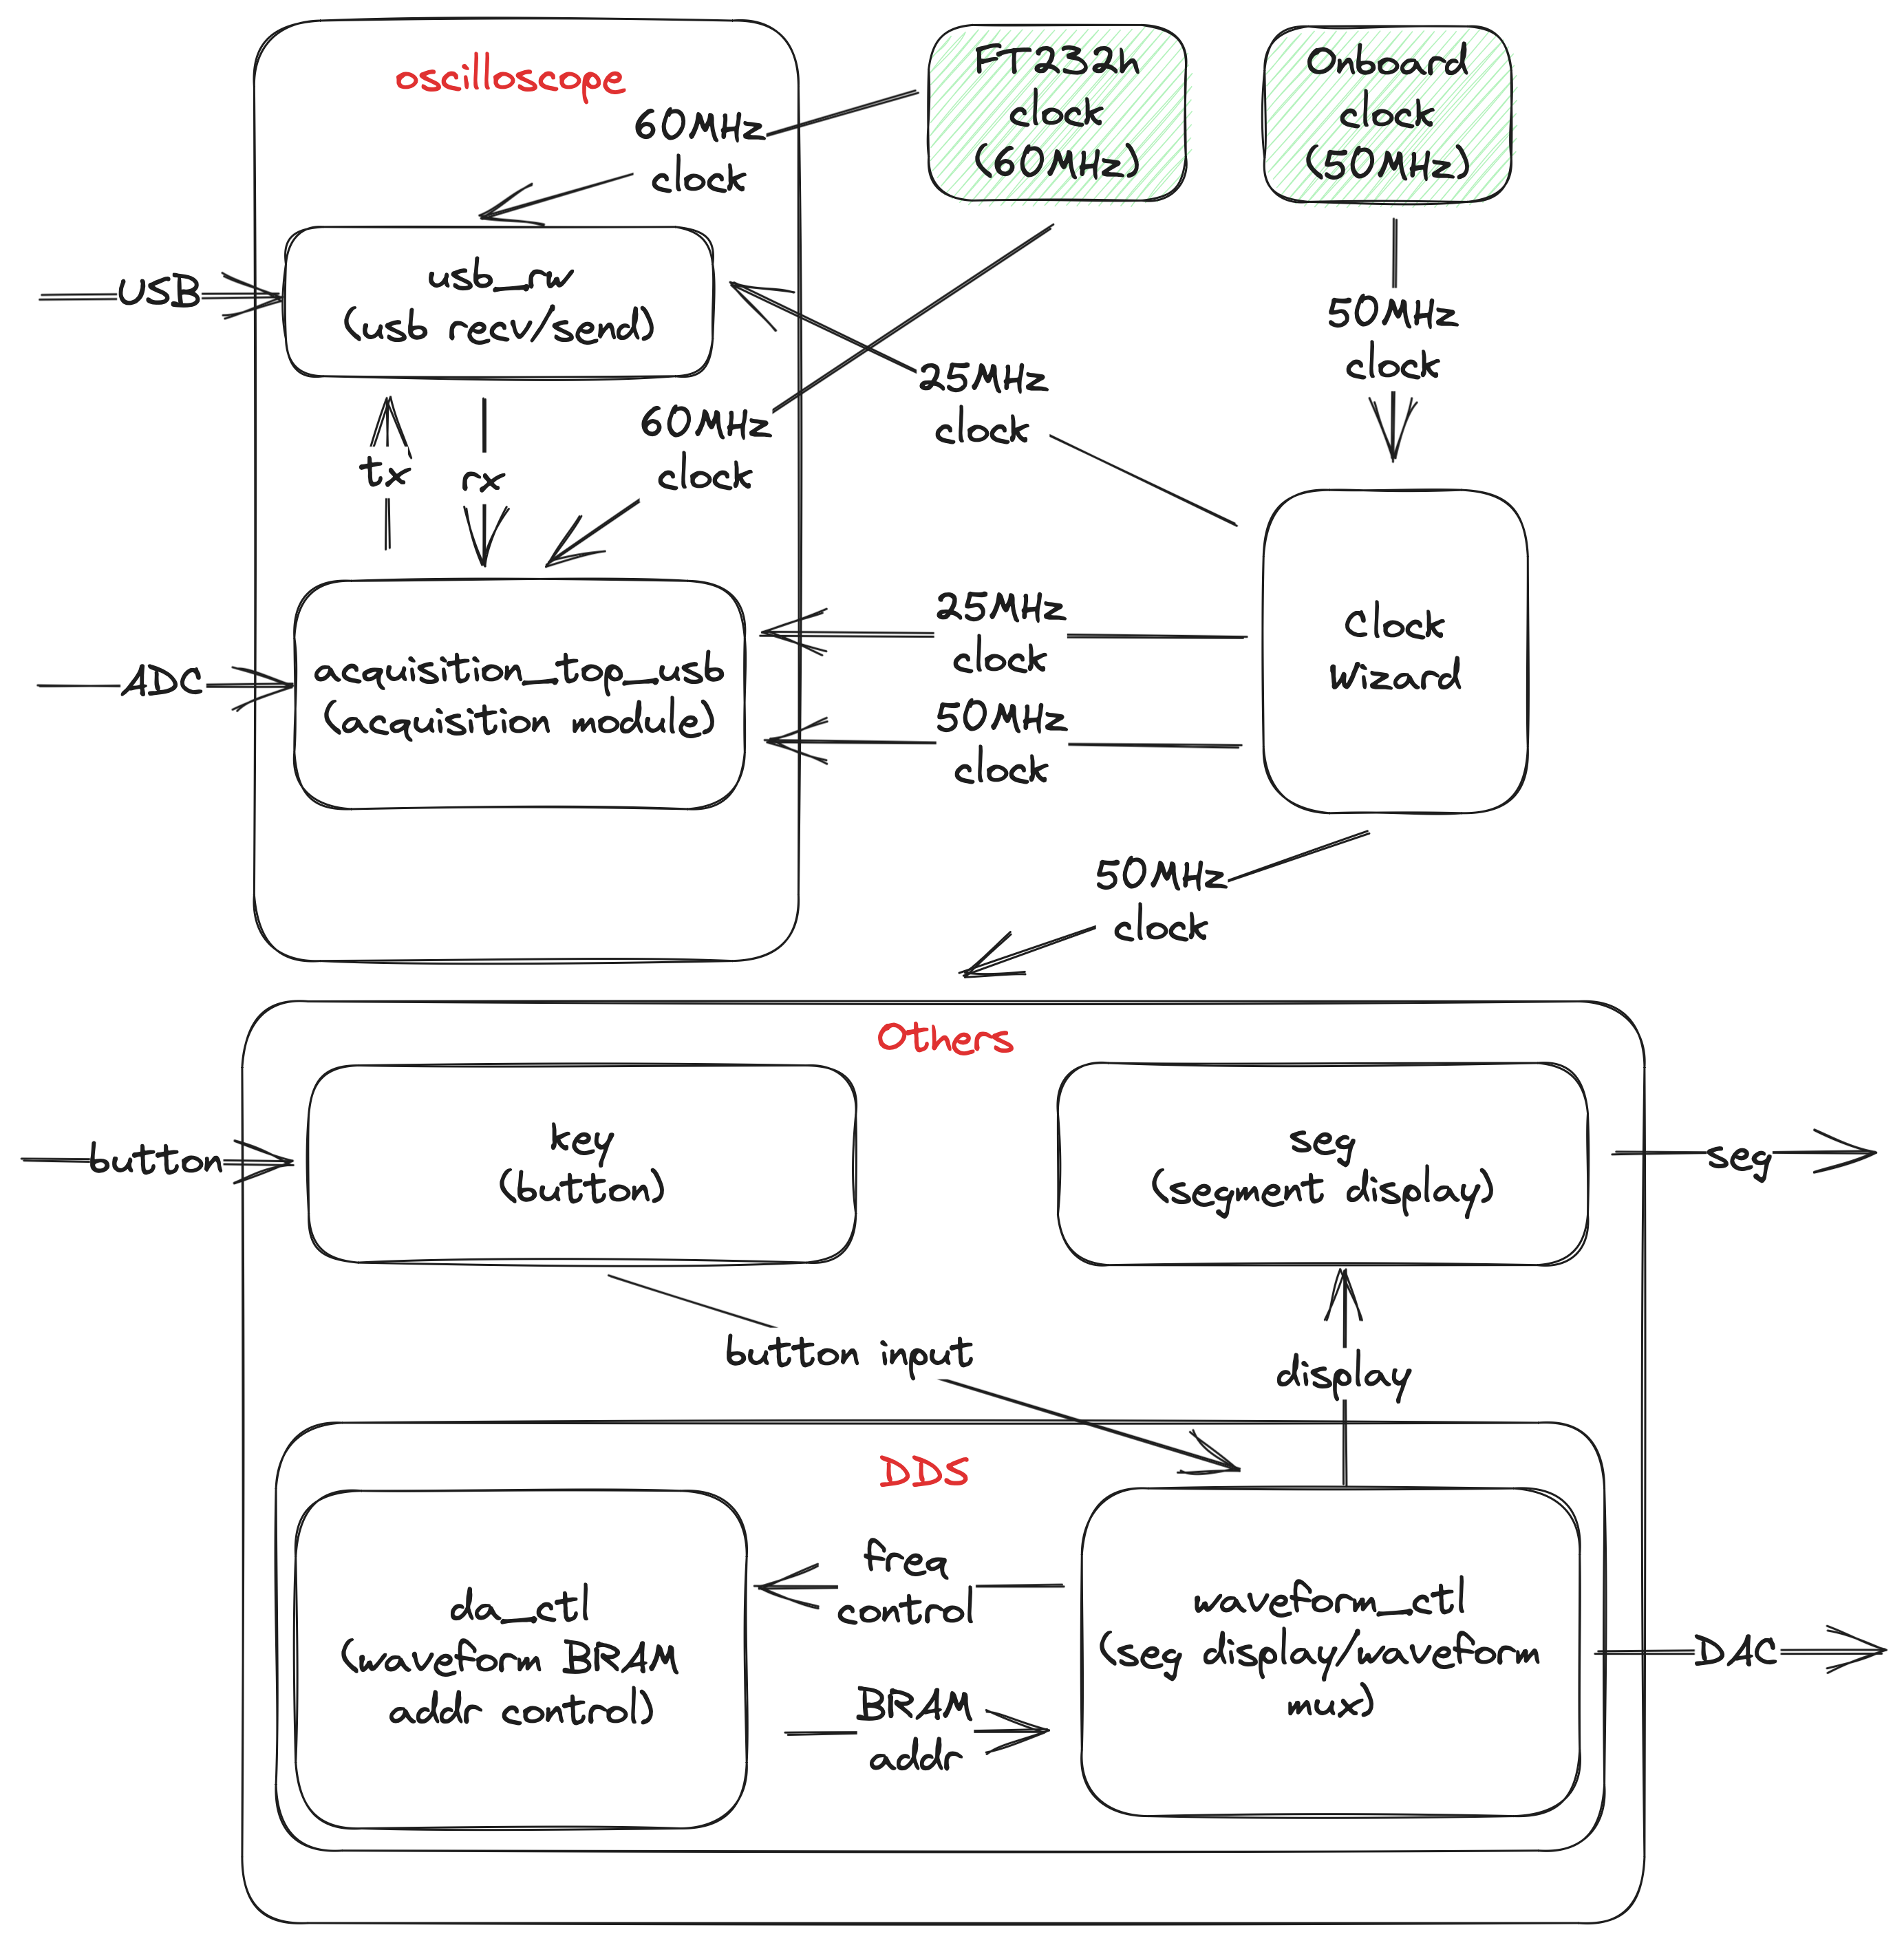 oscilloscope
FT232h
clock
(60MHz)
Onboard
clock
(50MHz)
60MHz
clock
USB
usb_rw
(usb recv/send)
50MHz
clock
25MHz
clock
60MHz
clock
tx
rx
25MHz
clock
Clock
Wizard
ADC
acquisition_top_usb
(acquisition module)
50MHz
clock
50MHz
clock
Others
button
key
(button)
seg
(segment display)
seg
button input
display
DDS
freq
control
da_ctl
(waveform BRAM
addr control)
waveform_ctl
(seg display/waveform
mux)
DAC
BRAM
addr